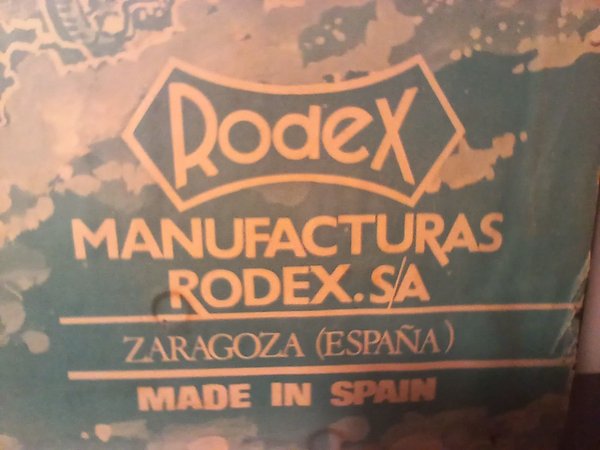 RodeX
MANUFACTURAS
RODEX. S/A
ZARAGOZA (ESPAÑA)
MADE IN SPAIN